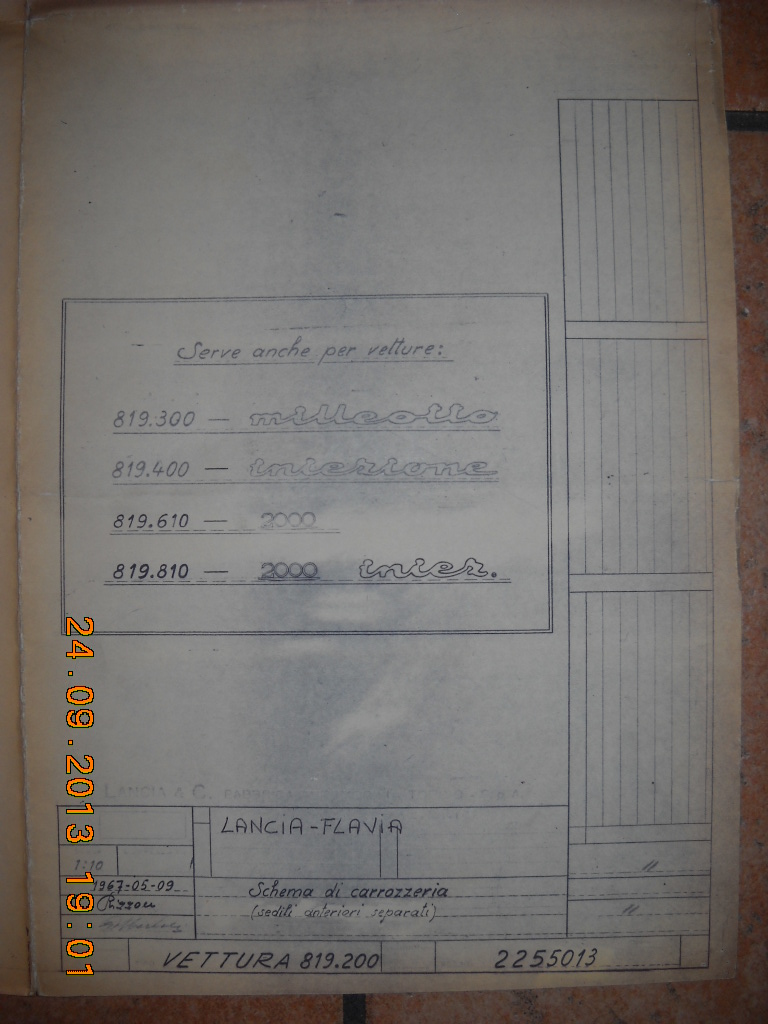 Serve anche per vetture:
819.300 — milleotto
819.400 — iniezione
819.610 — 2000
819.810 — 2000 iniez.
LANCIA & C.
LANCIA-FLAVIA
1:10
1967-05-09
Schema di carrozzeria
(sedili anteriori separati)
"
"
VETTURA 819.200
2255013
24.09.2013 19:01